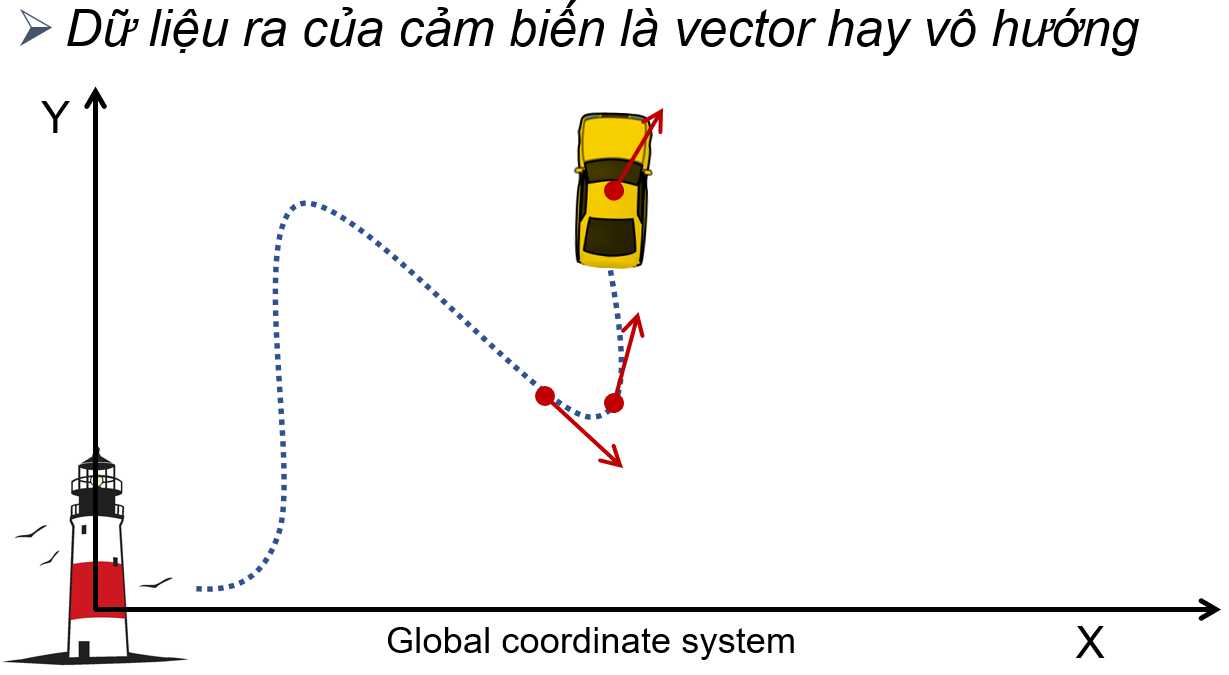 Dữ liệu ra của cảm biến là vector hay vô hướng
Y
Global coordinate system
X